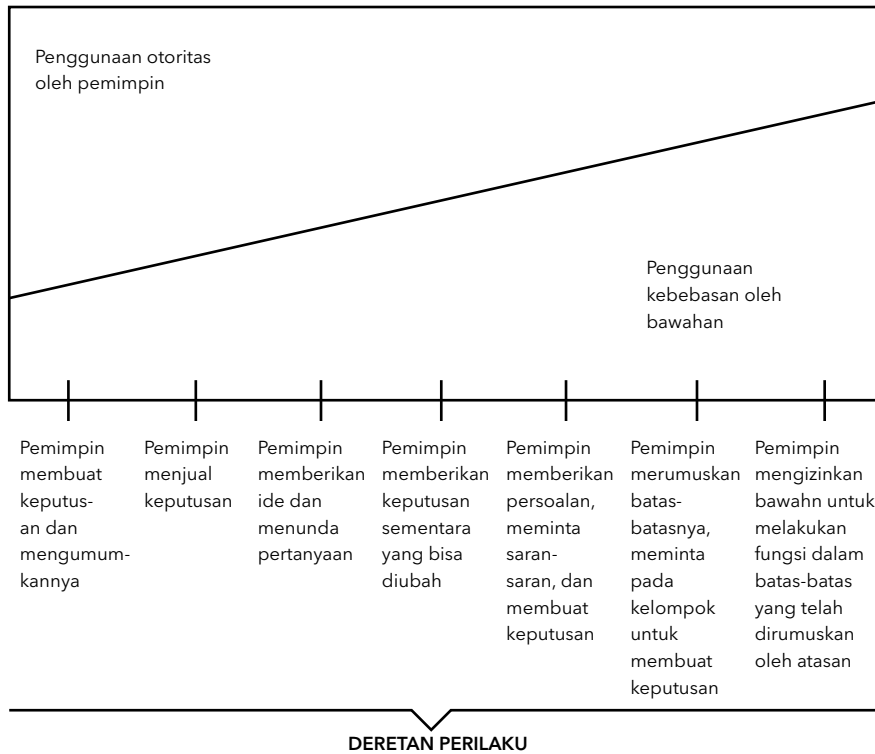 Penggunaan otoritas
oleh pemimpin
Penggunaan
kebebasan oleh
bawahan
Pemimpin
membuat
keputus-
an dan
mengumum-
kannya
Pemimpin
menjual
keputusan
Pemimpin
memberikan
ide dan
menunda
pertanyaan
Pemimpin
memberikan
keputusan
sementara
yang bisa
diubah
Pemimpin
memberikan
persoalan,
meminta
saran-
saran, dan
membuat
keputusan
Pemimpin
merumuskan
batas-
batasnya,
meminta
pada
kelompok
untuk
membuat
keputusan
Pemimpin
mengizinkan
bawahn untuk
melakukan
fungsi dalam
batas-batas
yang telah
dirumuskan
oleh atasan
DERETAN PERILAKU